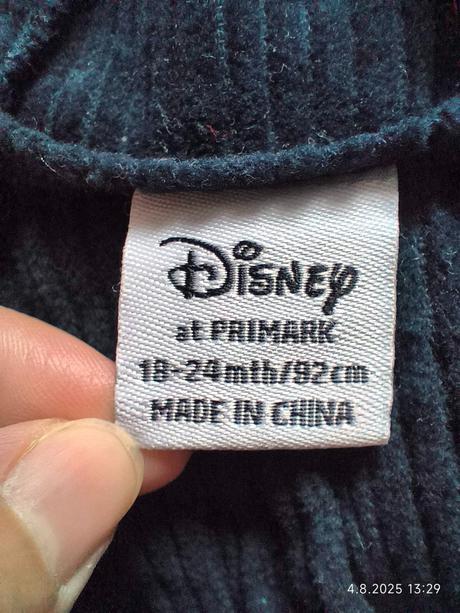 Disney
at PRIMARK
18-24mth/92cm
MADE IN CHINA
4.8.2025 13:29